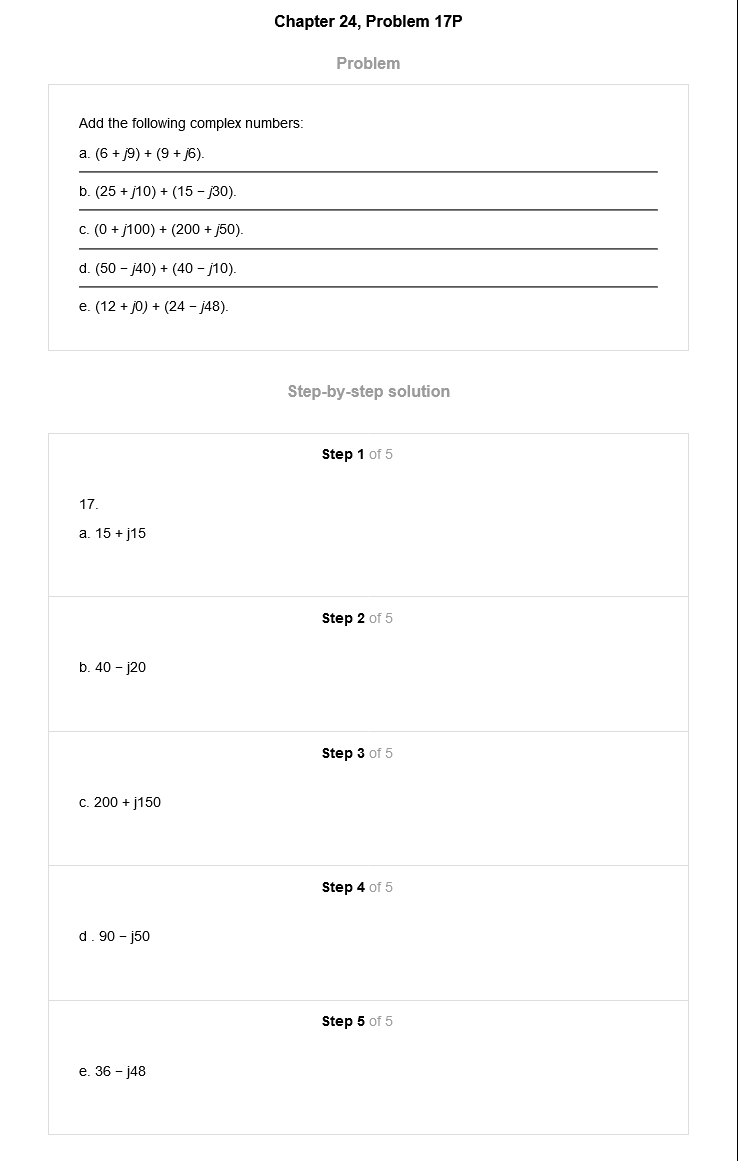 Chapter 24, Problem 17P
Problem
Add the following complex numbers:
a. (6 + j9) + (9 + j6).
b. (25 + j10) + (15 − j30).
c. (0 + j100) + (200 + j50).
d. (50 − j40) + (40 − j10).
e. (12 + j0) + (24 − j48).
Step-by-step solution
Step 1 of 5
17.
a. 15 + j15
Step 2 of 5
b. 40 − j20
Step 3 of 5
c. 200 + j150
Step 4 of 5
d . 90 − j50
Step 5 of 5
e. 36 − j48